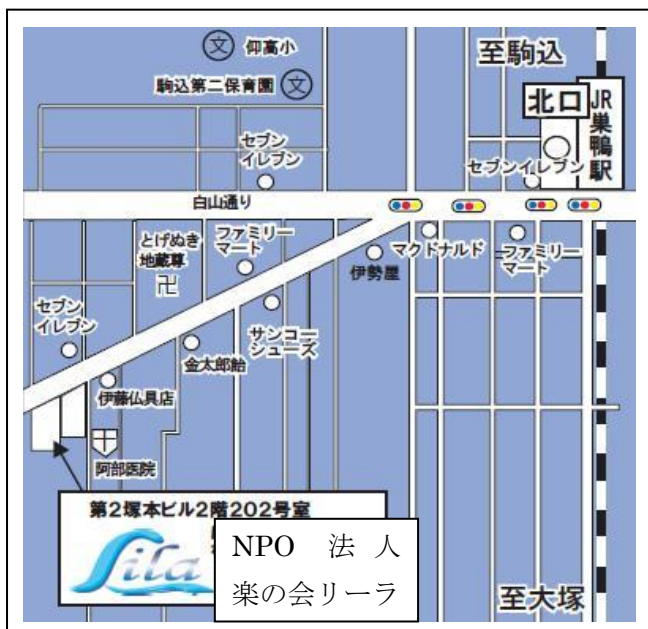 文 仰高小
駒込第二保育園 文
至駒込
北口
JR巣鴨駅
セブン
イレブン
セブンイレブン
白山通り
とげぬき
地蔵尊
卍
ファミリー
マート
伊勢屋
マクドナルド
ファミリー
マート
セブン
イレブン
サンコー
シューズ
金太郎飴
伊藤仏具店
阿部医院
第2塚本ビル2階202号室
Lila
NPO 法人
楽の会リーラ
至大塚